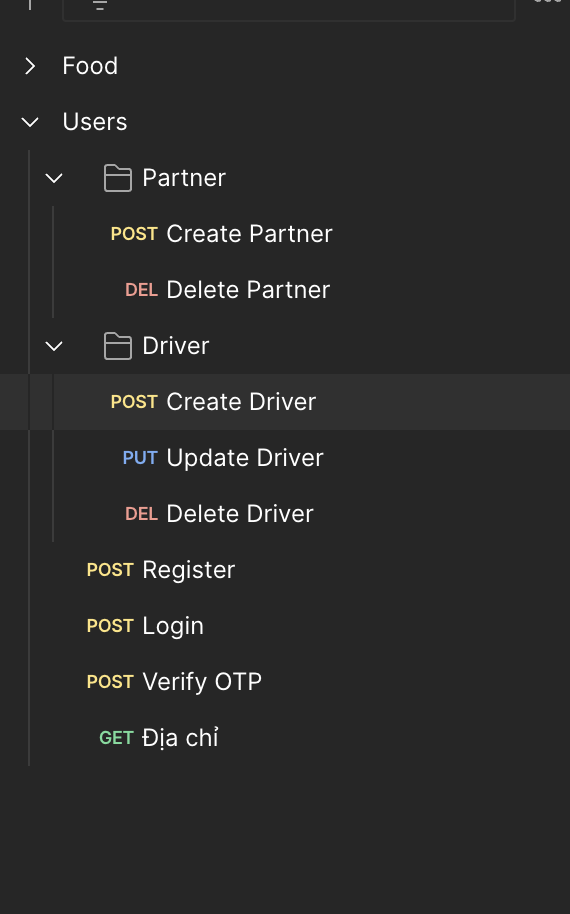 Food
Users
Partner
POST Create Partner
DEL Delete Partner
Driver
POST Create Driver
PUT Update Driver
DEL Delete Driver
POST Register
POST Login
POST Verify OTP
GET Địa chỉ